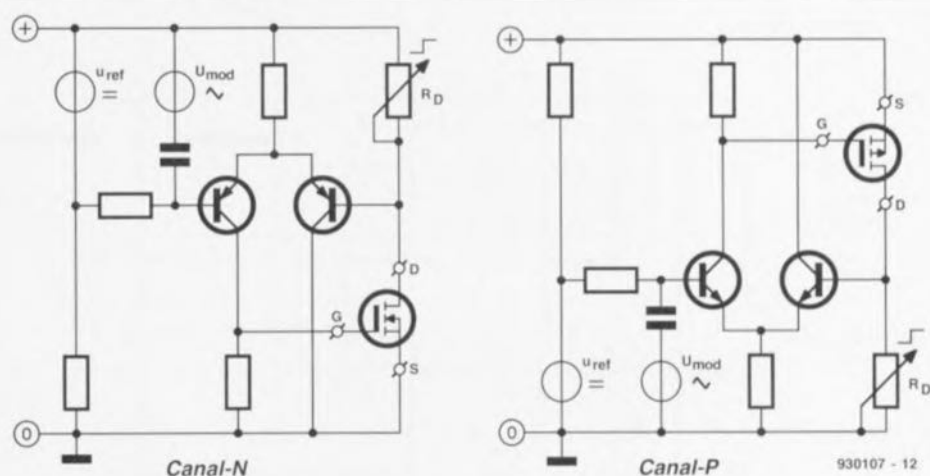 +
u ref
=
U mod
~
R D
D
G
S
0
Canal-N
+
S
G
D
u ref
=
U mod
~
R D
0
Canal-P
930107 - 12